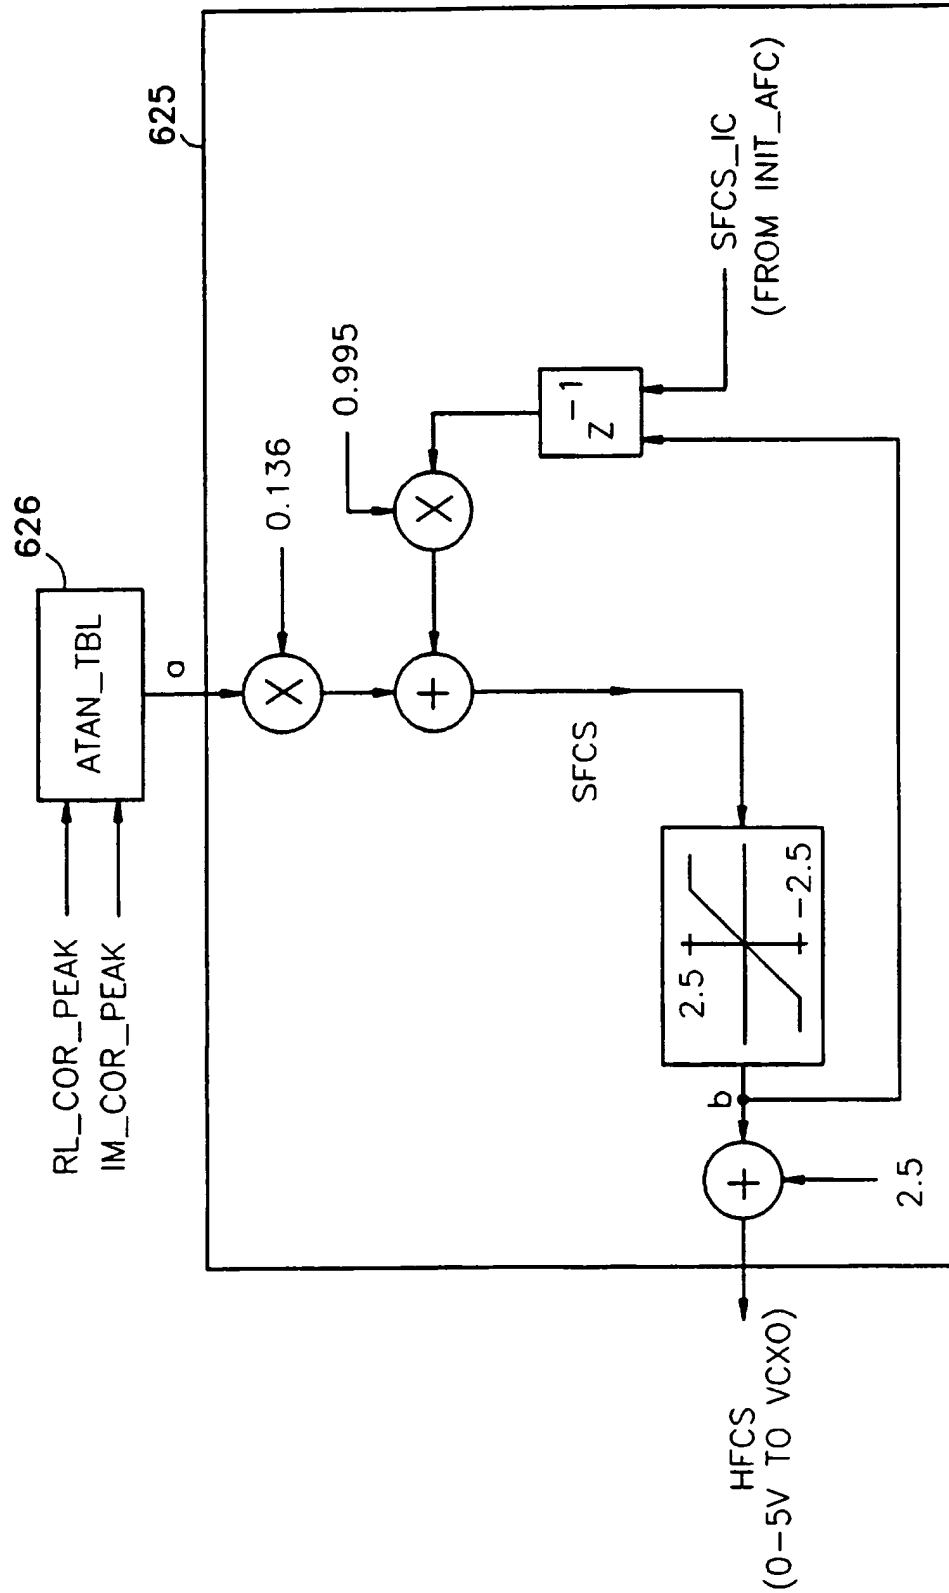 626
625
RL_COR_PEAK
IM_COR_PEAK
ATAN_TBL
a
X
0.136
0.995
X
+
Z⁻¹
SFCS
SFCS_IC
(FROM INIT_AFC)
2.5
-2.5
b
+
2.5
HFCS
(0-5V TO VCXO)